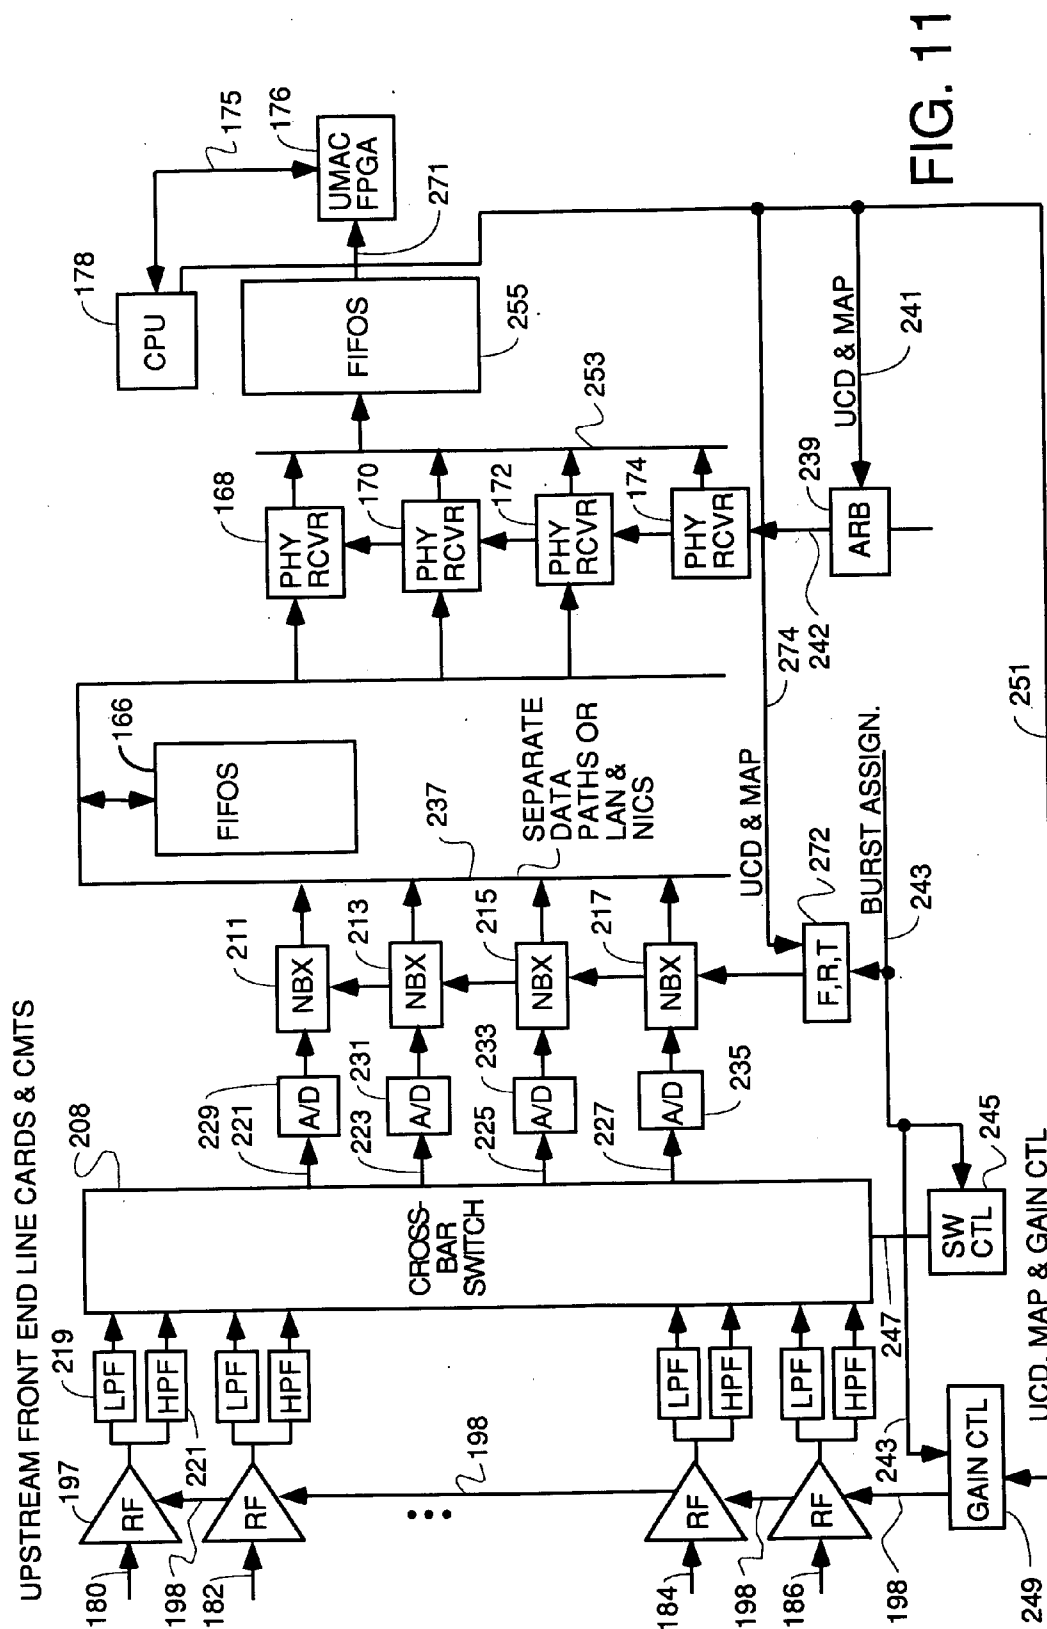 UPSTREAM FRONT END LINE CARDS & CMTS
180
197
RF
198
182
RF
198
184
RF
198
186
RF
198
219
LPF
HPF
221
LPF
HPF
LPF
HPF
LPF
HPF
208
CROSS-
BAR
SWITCH
247
243
GAIN CTL
249
SW
CTL
245
UCD, MAP & GAIN CTL
229
221
A/D
231
223
A/D
233
225
A/D
227
A/D
235
211
NBX
213
NBX
215
NBX
217
NBX
F,R,T
272
BURST ASSIGN.
243
UCD & MAP
237
SEPARATE
DATA
PATHS OR
LAN &
NICS
166
FIFOS
274
242
251
168
PHY
RCVR
170
PHY
RCVR
172
PHY
RCVR
174
PHY
RCVR
239
ARB
UCD & MAP
241
253
FIFOS
255
178
CPU
175
176
UMAC
FPGA
271
FIG. 11